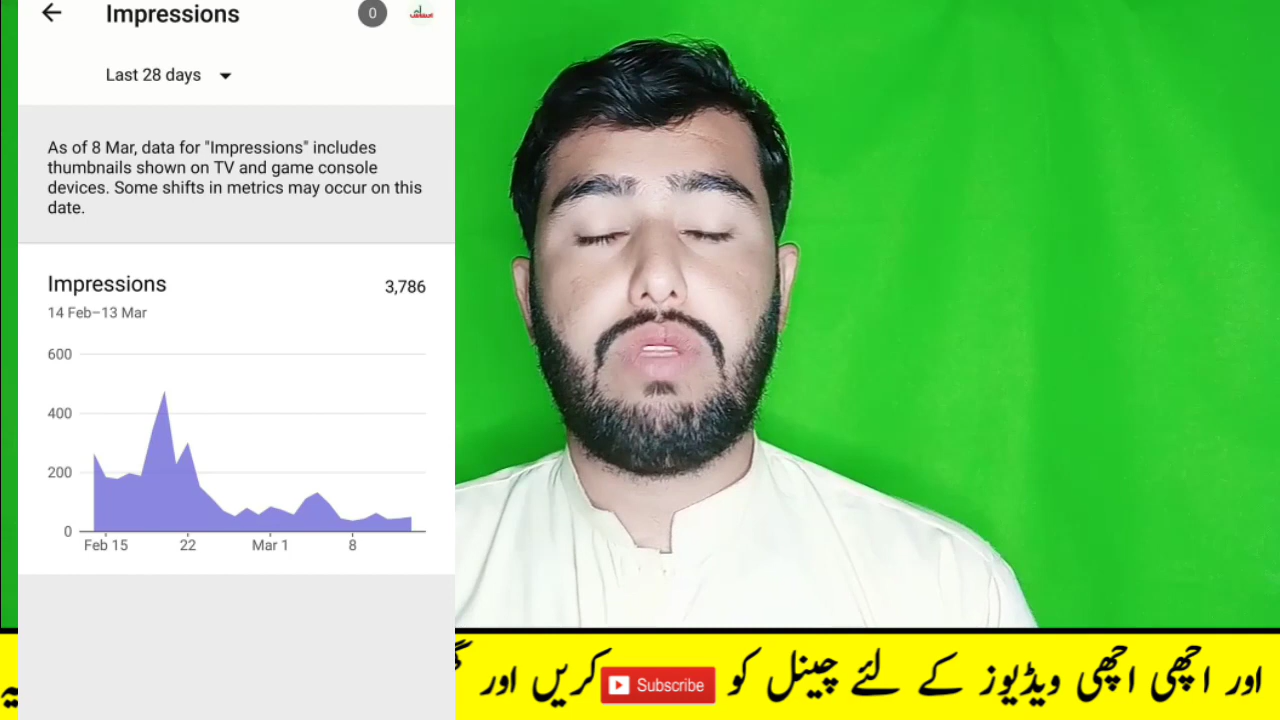 Impressions
0
Last 28 days
As of 8 Mar, data for "Impressions" includes
thumbnails shown on TV and game console
devices. Some shifts in metrics may occur on this
date.
Impressions
3,786
14 Feb–13 Mar
600
400
200
0
Feb 15
22
Mar 1
8
اور اچھی اچھی ویڈیوز کے لئے چینل کو Subscribe کریں اور